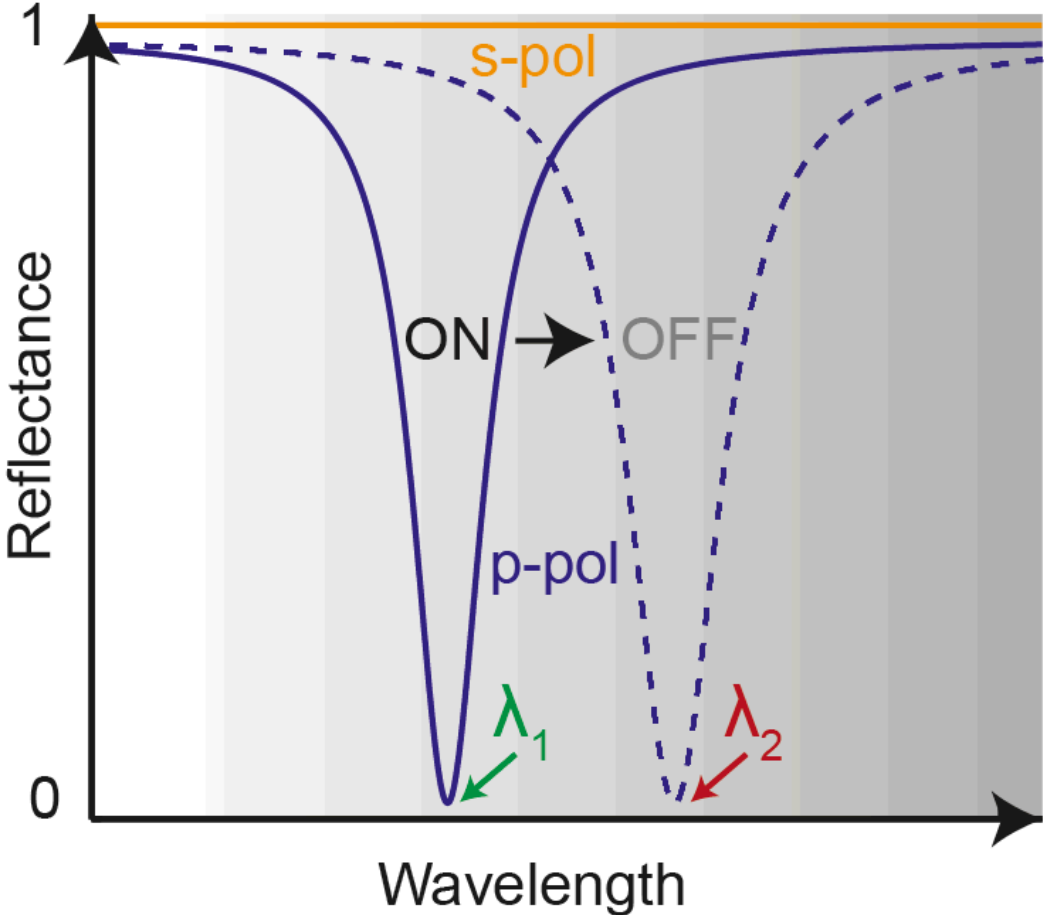 1
s-pol
Reflectance
ON
OFF
p-pol
λ1
λ2
0
Wavelength